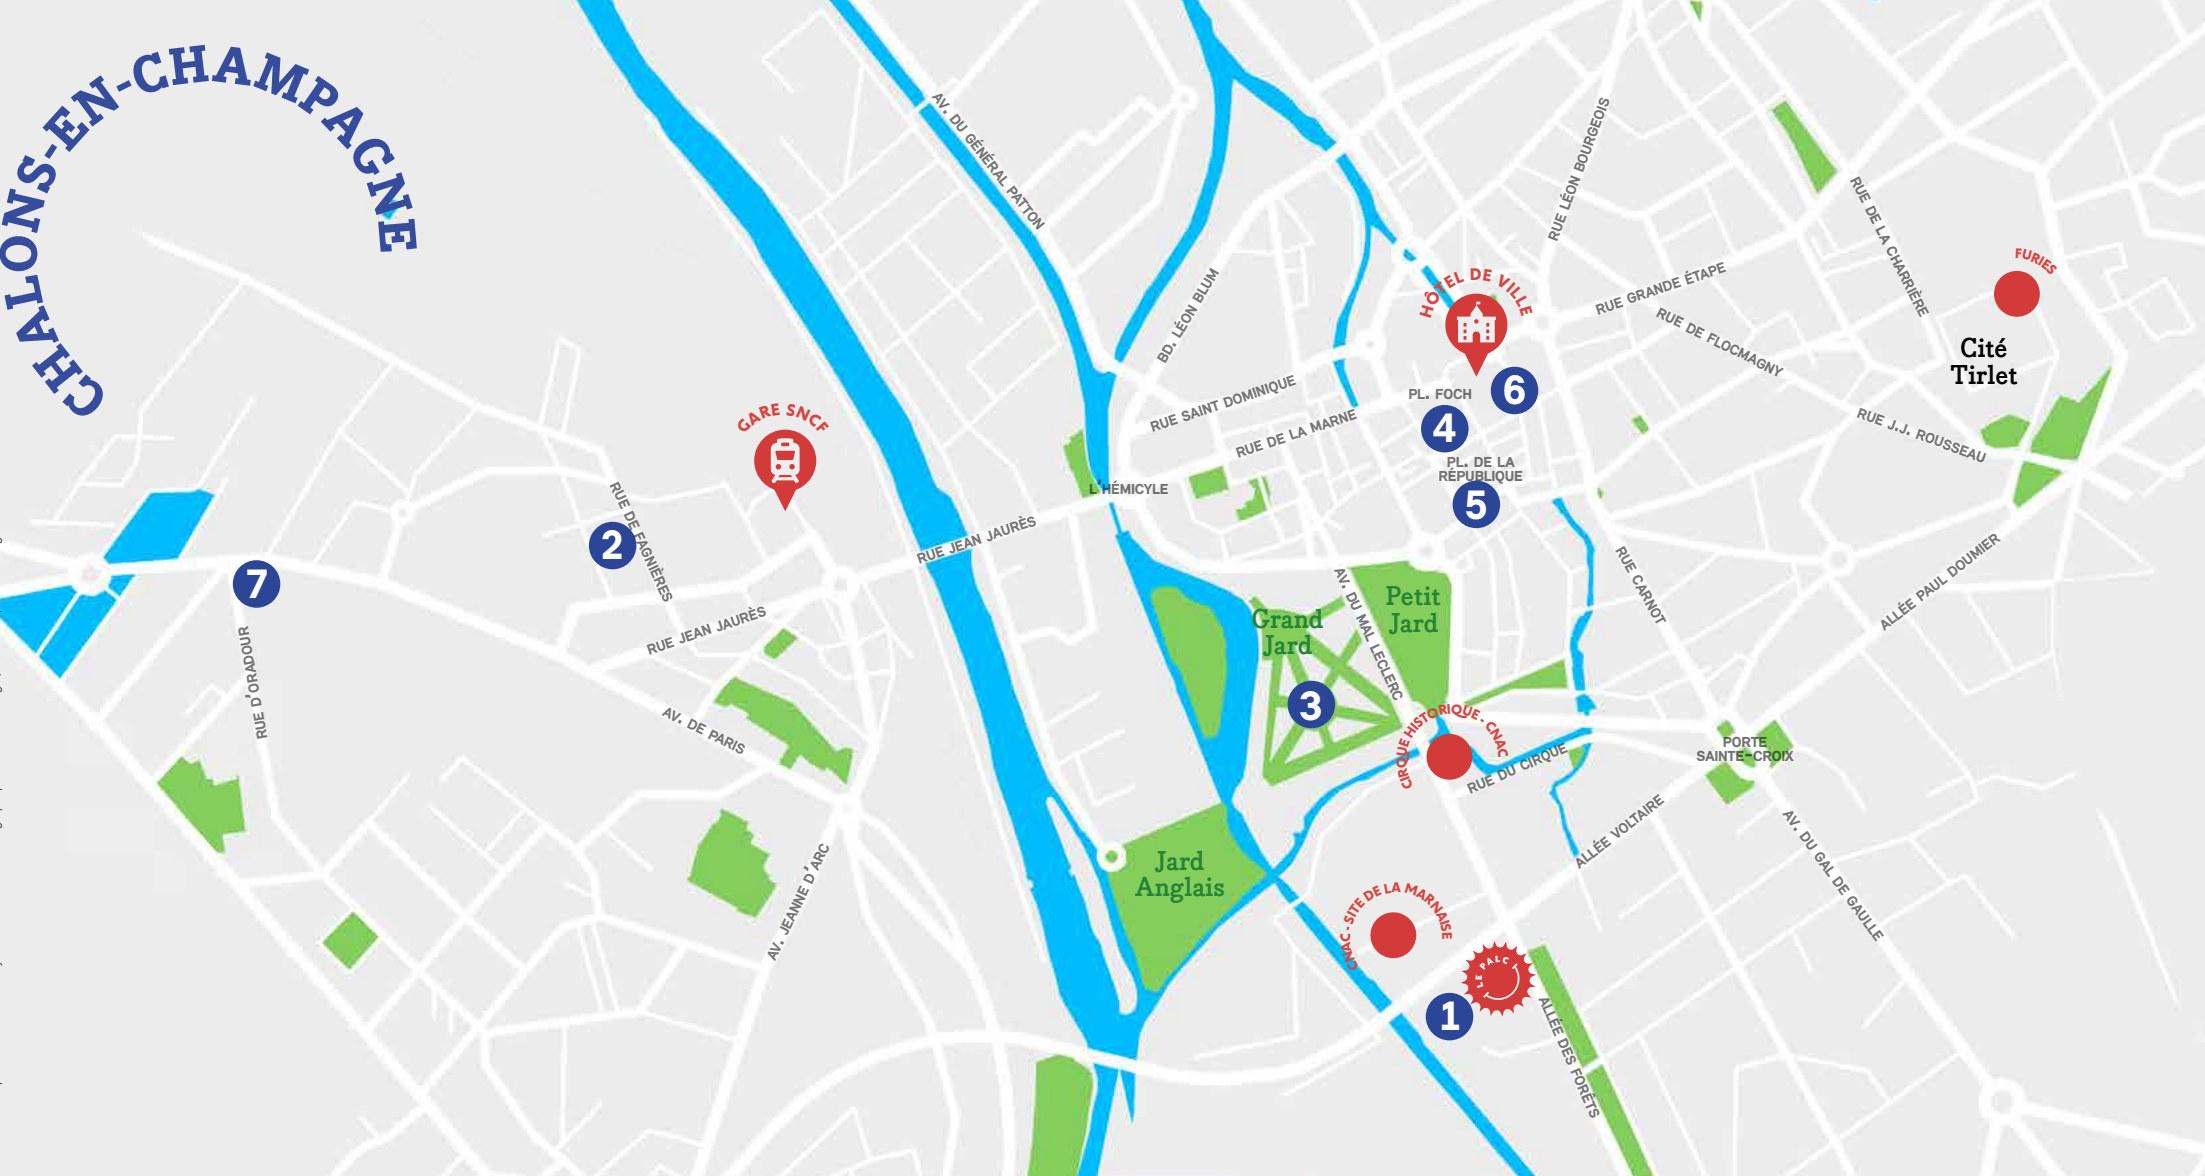 CHALONS-EN-CHAMPAGNE
AV. DU GÉNÉRAL PATTON
RUE LÉON BOURGEOIS
RUE DE LA CHARRIÈRE
FURIES
Cité
Tirlet
HÔTEL DE VILLE
RUE GRANDE ÉTAPE
RUE DE FLOCMAGNY
RUE J.J. ROUSSEAU
BD. LÉON BLUM
RUE SAINT DOMINIQUE
RUE DE LA MARNE
PL. FOCH
6
4
PL. DE LA
RÉPUBLIQUE
5
GARE SNCF
L'HÉMICYLE
RUE JEAN JAURÈS
RUE DE FAGNIÈRES
2
7
RUE D'ORADOUR
RUE JEAN JAURÈS
AV. DE PARIS
AV. JEANNE D'ARC
Grand
Jard
3
AV. DU MAL LECLERC
Petit
Jard
RUE CARNOT
ALLÉE PAUL DOUMIER
CIRQUE HISTORIQUE - CNAC
RUE DU CIRQUE
PORTE
SAINTE-CROIX
ALLÉE VOLTAIRE
AV. DU GAL DE GAULLE
Jard
Anglais
CNAC - SITE DE LA MARNAISE
LE PALC
1
ALLÉE DES FORÊTS